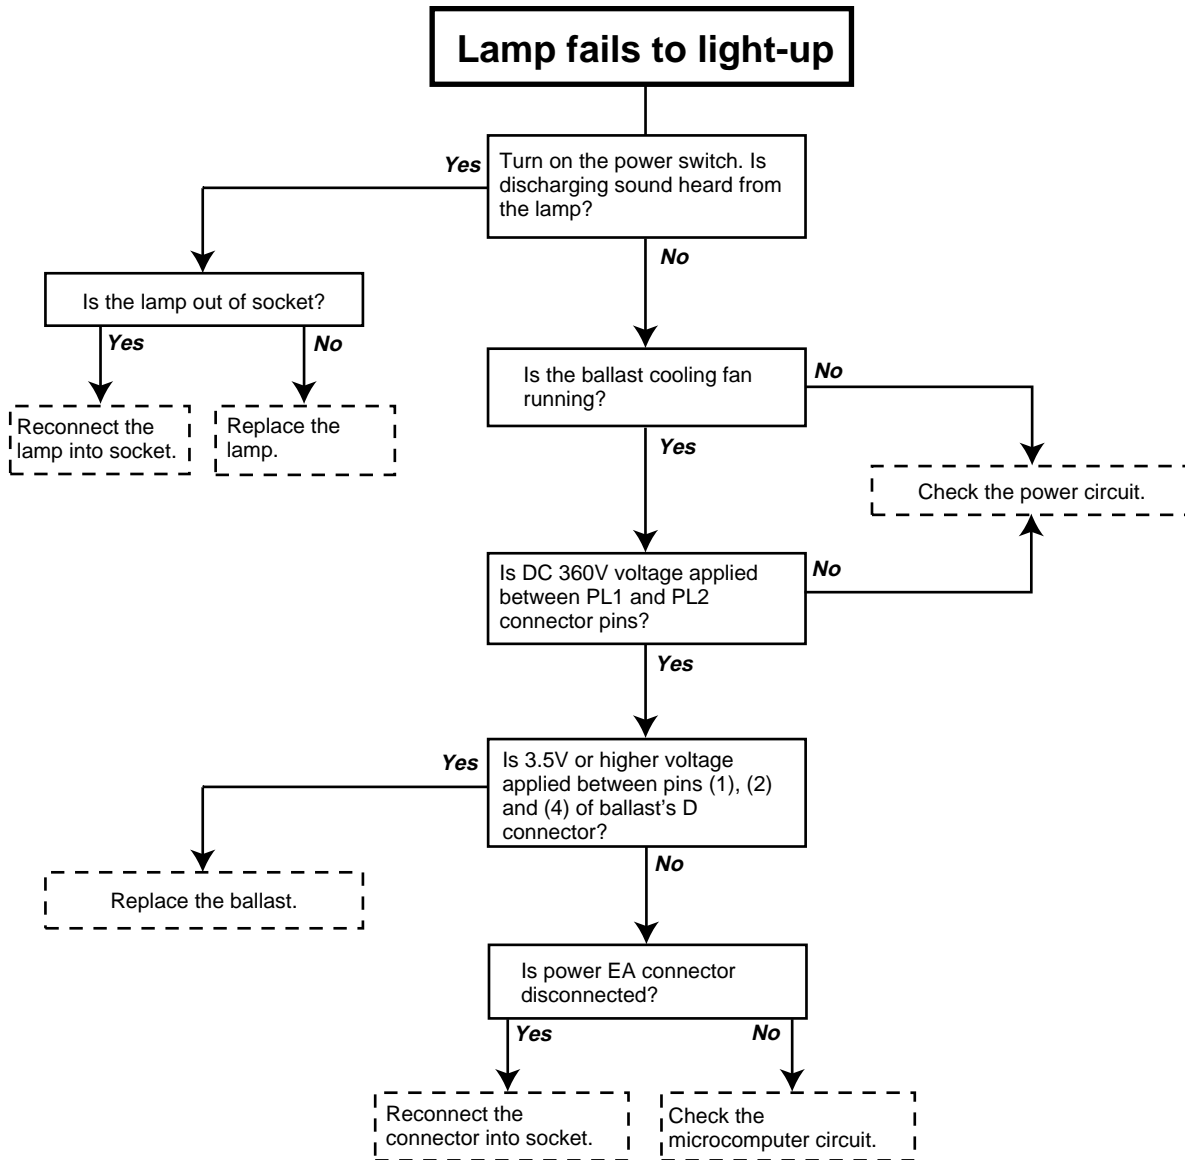 Lamp fails to light-up
Yes
Turn on the power switch. Is
discharging sound heard from
the lamp?
No
Is the lamp out of socket?
Yes
No
Reconnect the
lamp into socket.
Replace the
lamp.
Is the ballast cooling fan
running?
No
Yes
Check the power circuit.
Is DC 360V voltage applied
between PL1 and PL2
connector pins?
No
Yes
Yes
Is 3.5V or higher voltage
applied between pins (1), (2)
and (4) of ballast's D
connector?
No
Replace the ballast.
Is power EA connector
disconnected?
Yes
No
Reconnect the
connector into socket.
Check the
microcomputer circuit.